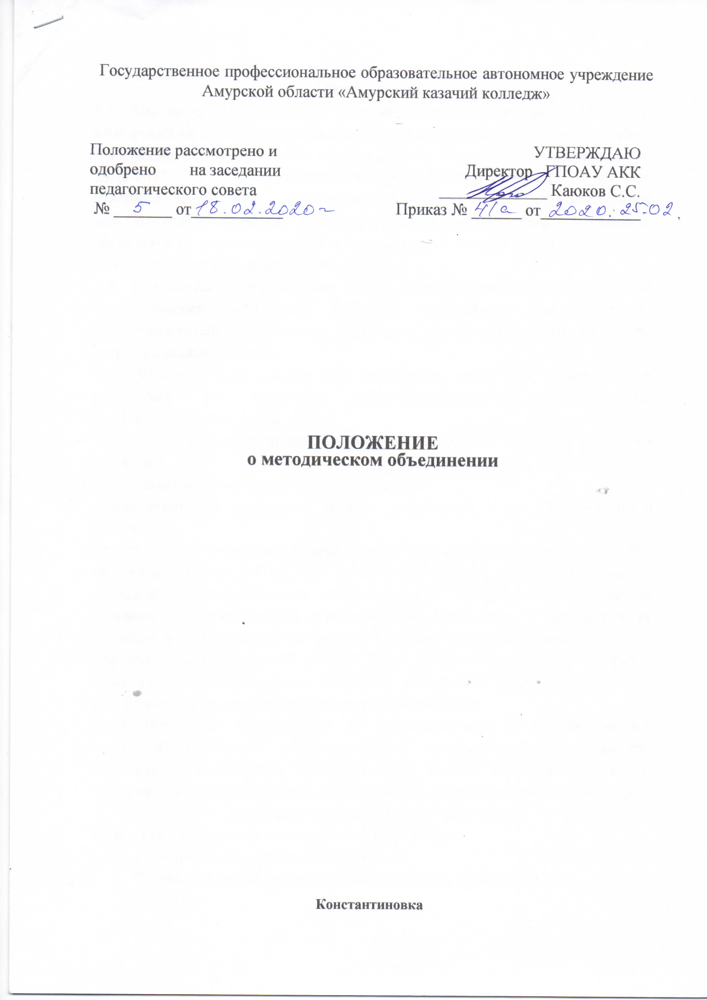 Государственное профессиональное образовательное автономное учреждение
Амурской области «Амурский казачий колледж»
Положение рассмотрено и
одобрено на заседании
педагогического совета
№ 5 от 18.02.2020г
УТВЕРЖДАЮ
Директор ГПОАУ АКК
Каюков С.С.
Приказ № 41а от 2020. 25.02.
ПОЛОЖЕНИЕ
о методическом объединении
Константиновка